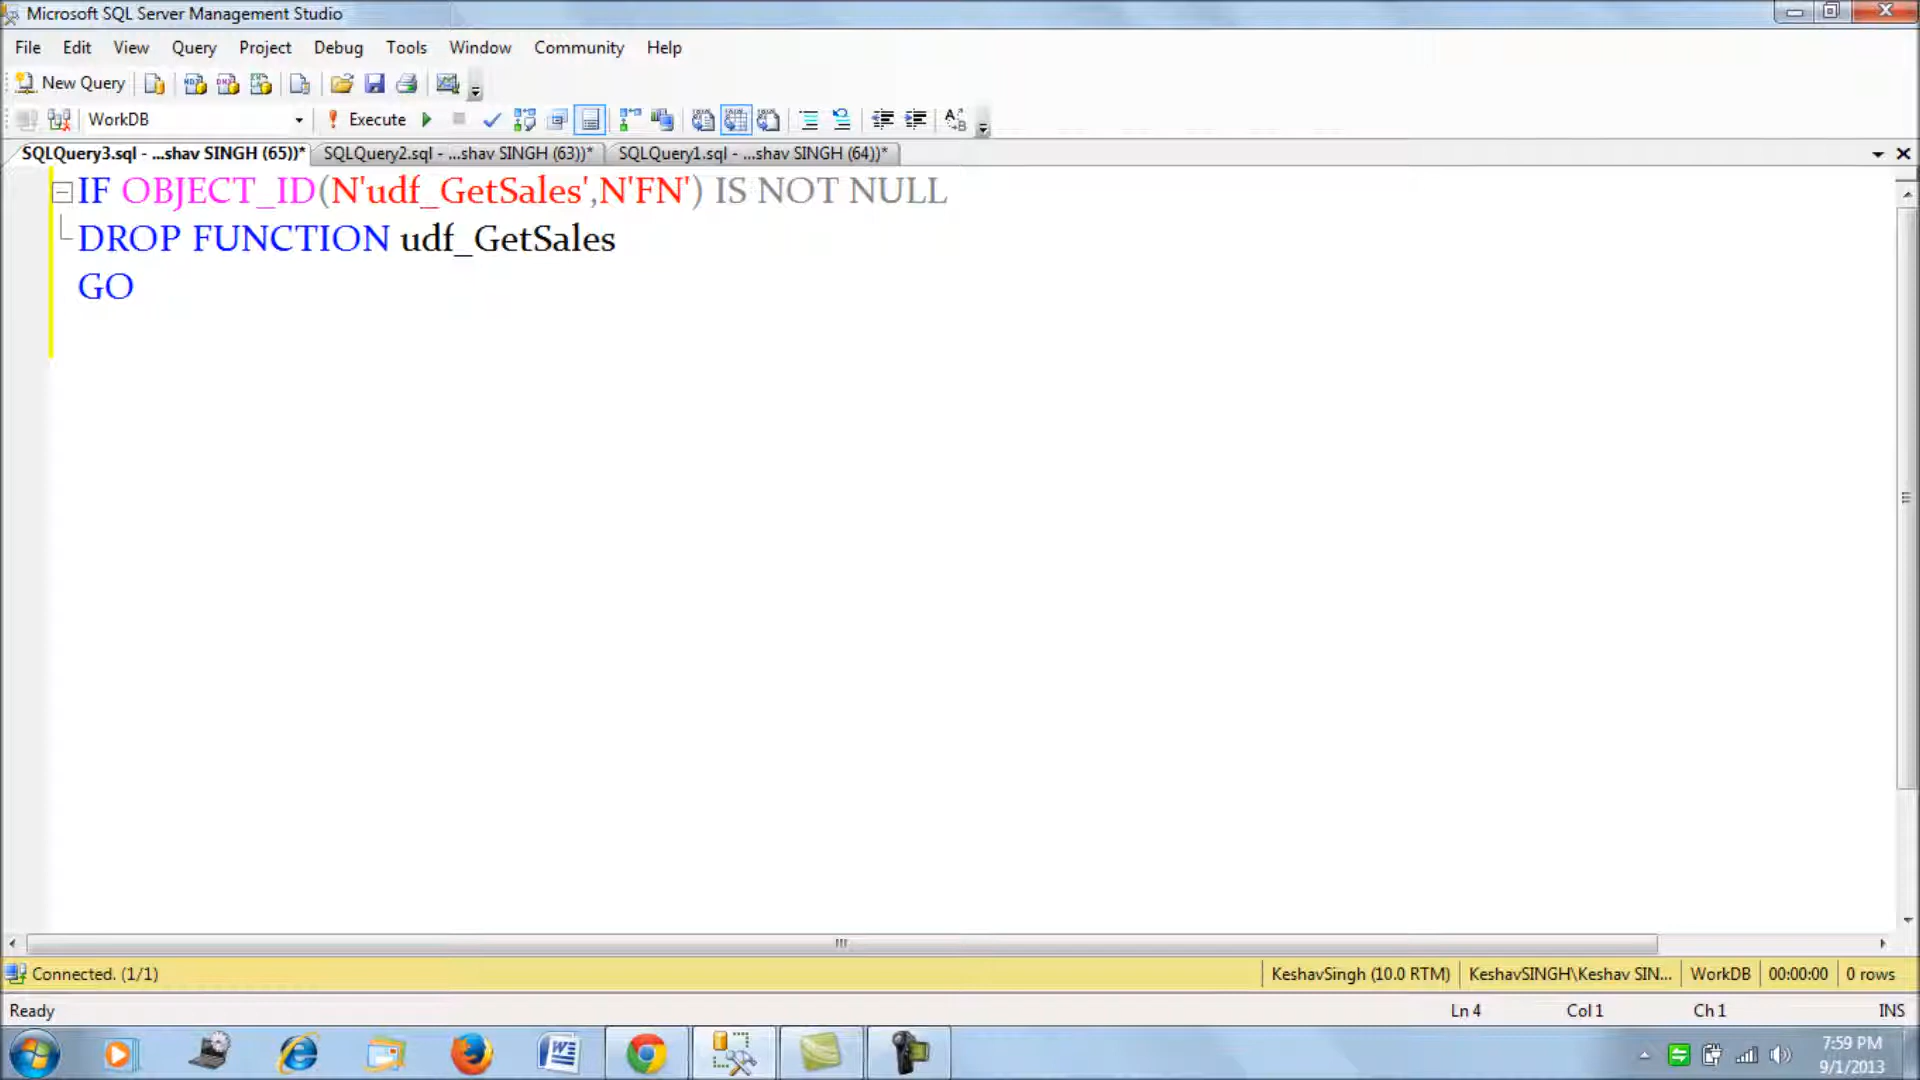 Microsoft SQL Server Management Studio
File Edit View Query Project Debug Tools Window Community Help
New Query
WorkDB Execute
SQLQuery3.sql - ...shav SINGH (65))* SQLQuery2.sql - ...shav SINGH (63))* SQLQuery1.sql - ...shav SINGH (64))*
IF OBJECT_ID(N'udf_GetSales',N'FN') IS NOT NULL
DROP FUNCTION udf_GetSales
GO
Connected. (1/1) KeshavSingh (10.0 RTM) KeshavSINGH\Keshav SIN... WorkDB 00:00:00 0 rows
Ready Ln 4 Col 1 Ch 1 INS
7:59 PM
9/1/2013